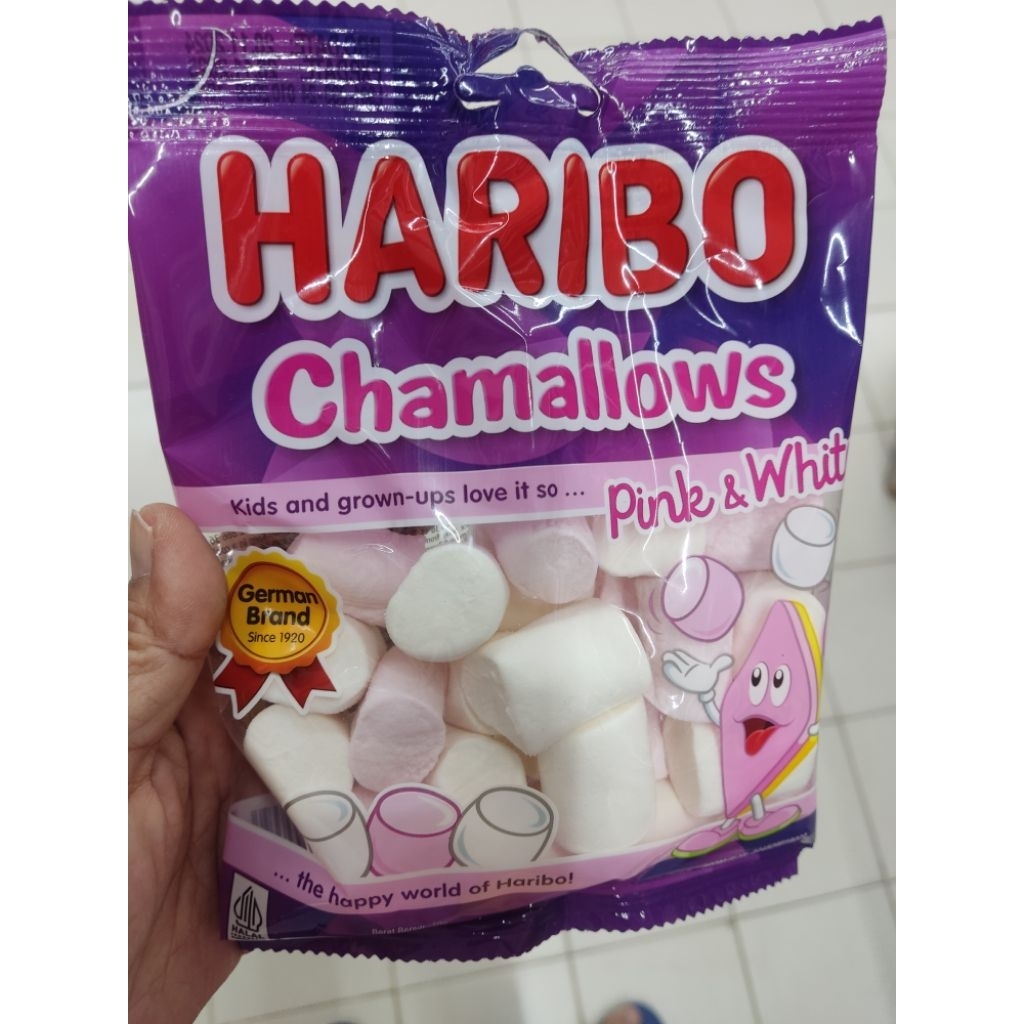 HARIBO
Chamallows
Kids and grown-ups love it so ...
Pink & Whit
German
Brand
Since 1920
... the happy world of Haribo!
HALAL